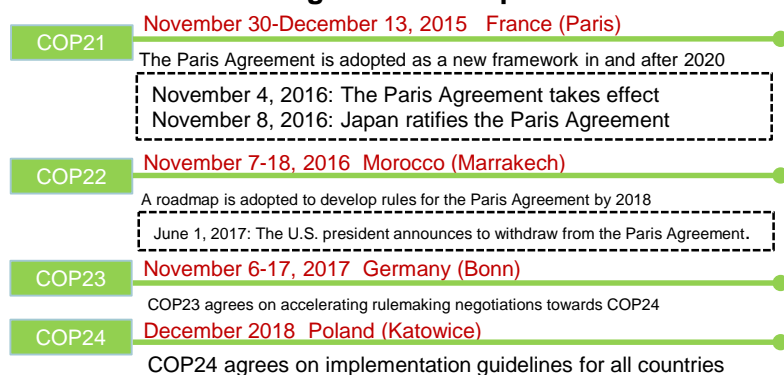 COP21
November 30-December 13, 2015 France (Paris)
The Paris Agreement is adopted as a new framework in and after 2020
November 4, 2016: The Paris Agreement takes effect
November 8, 2016: Japan ratifies the Paris Agreement
COP22
November 7-18, 2016 Morocco (Marrakech)
A roadmap is adopted to develop rules for the Paris Agreement by 2018
June 1, 2017: The U.S. president announces to withdraw from the Paris Agreement.
COP23
November 6-17, 2017 Germany (Bonn)
COP23 agrees on accelerating rulemaking negotiations towards COP24
COP24
December 2018 Poland (Katowice)
COP24 agrees on implementation guidelines for all countries